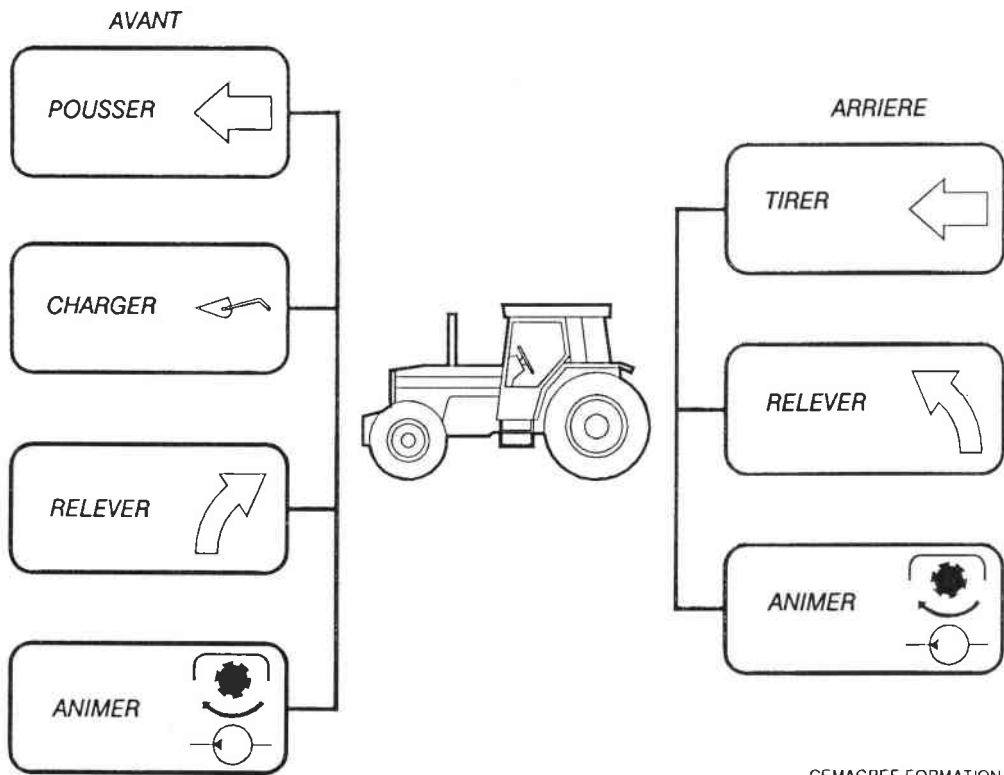 AVANT
POUSSER
CHARGER
RELEVER
ANIMER
ARRIERE
TIRER
RELEVER
ANIMER
CEMAGREF FORMATION